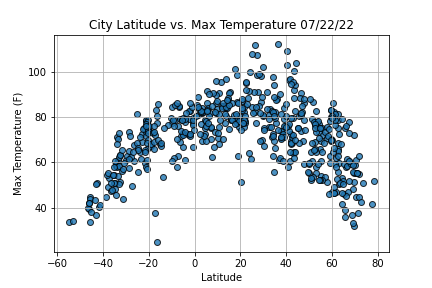 City Latitude vs. Max Temperature 07/22/22
Max Temperature (F)
100
80
60
40
−60 −40 −20 0 20 40 60 80
Latitude